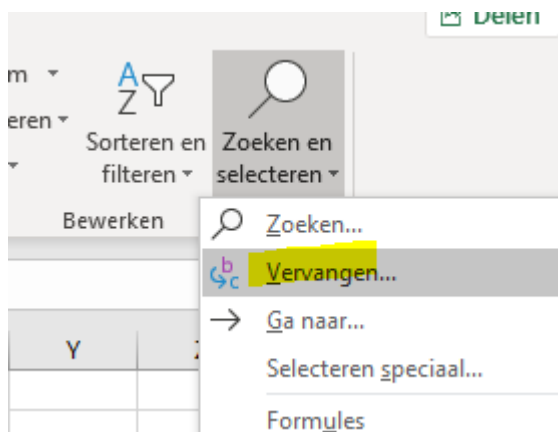 Delen
m
eren
Sorteren en
filteren
Zoeken en
selecteren
Bewerken
Zoeken...
Vervangen...
Ga naar...
Selecteren speciaal...
Formules
Y